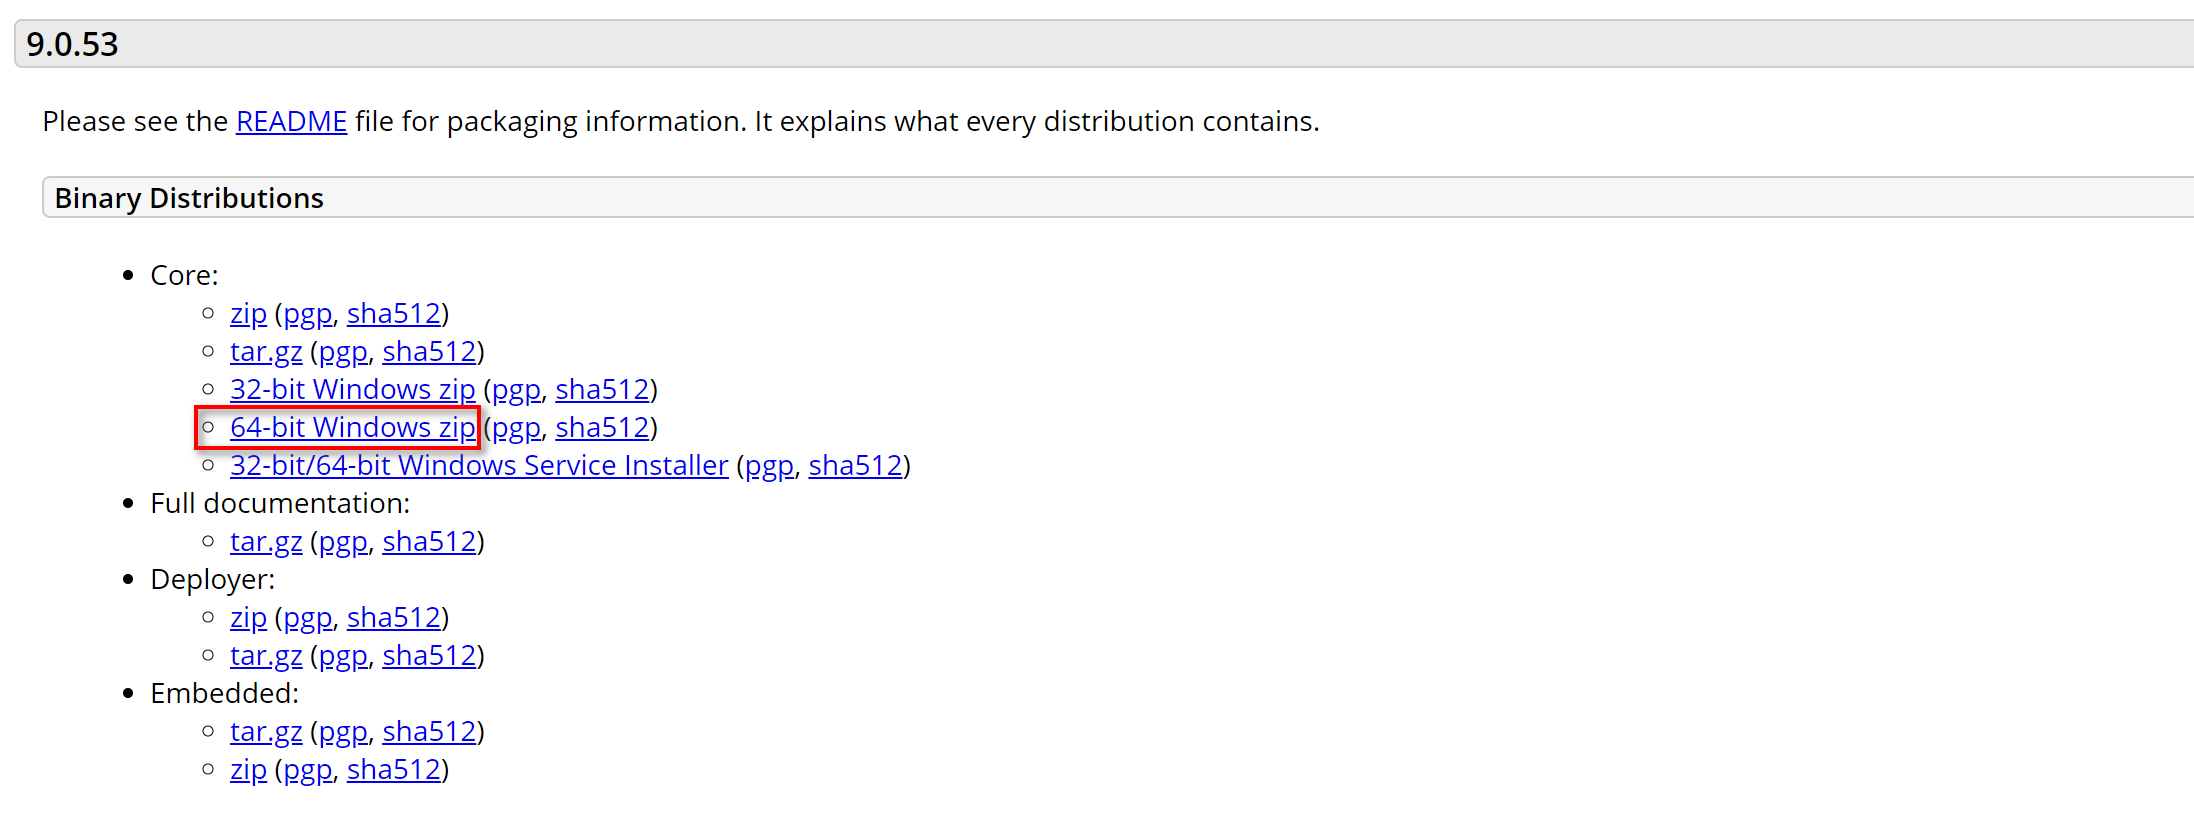 9.0.53
Please see the README file for packaging information. It explains what every distribution contains.
Binary Distributions
Core:
zip (pgp, sha512)
tar.gz (pgp, sha512)
32-bit Windows zip (pgp, sha512)
64-bit Windows zip (pgp, sha512)
32-bit/64-bit Windows Service Installer (pgp, sha512)
Full documentation:
tar.gz (pgp, sha512)
Deployer:
zip (pgp, sha512)
tar.gz (pgp, sha512)
Embedded:
tar.gz (pgp, sha512)
zip (pgp, sha512)